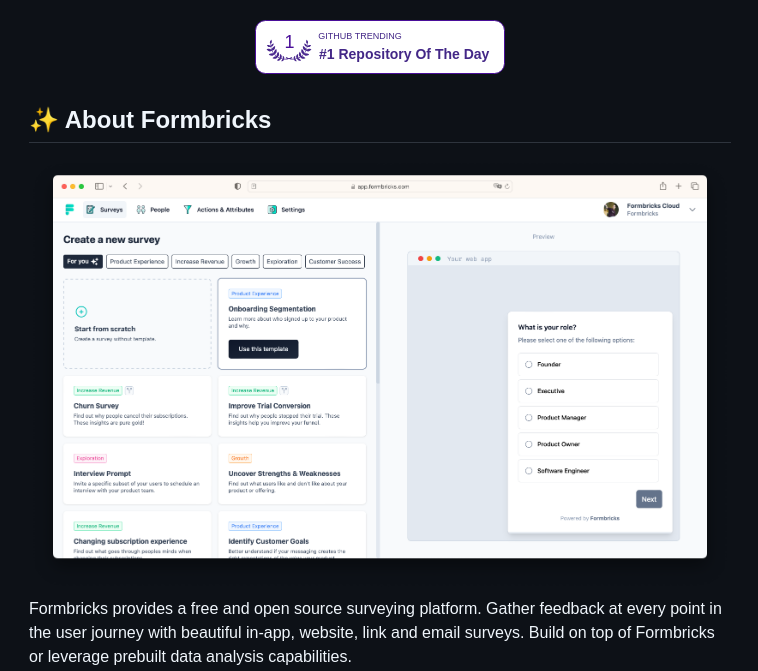 1
GITHUB TRENDING
#1 Repository Of The Day
✨ About Formbricks
app.formbricks.com
Surveys
People
Actions & Attributes
Settings
Formbricks Cloud
Formbricks
Create a new survey
For you
Product Experience
Increase Revenue
Growth
Exploration
Customer Success
Start from scratch
Create a survey without template.
Product Experience
Onboarding Segmentation
Learn more about who signed up to your product
and why.
Use this template
Increase Revenue
Churn Survey
Find out why people cancel their subscriptions.
These insights are pure gold!
Increase Revenue
Improve Trial Conversion
Find out why people stopped their trial. These
insights help you improve your funnel
Exploration
Interview Prompt
Invite a specific subset of your users to schedule an
interview with your product team.
Growth
Uncover Strengths & Weaknesses
Find out what users like and don't like about your
product or offering.
Increase Revenue
Changing subscription experience
Find out what goes through peoples minds when
Product Experience
Identify Customer Goals
Better understand if your messaging creates the
Preview
Your web app
What is your role?
Please select one of the following options:
Founder
Executive
Product Manager
Product Owner
Software Engineer
Next
Powered by Formbricks
Formbricks provides a free and open source surveying platform. Gather feedback at every point in
the user journey with beautiful in-app, website, link and email surveys. Build on top of Formbricks
or leverage prebuilt data analysis capabilities.